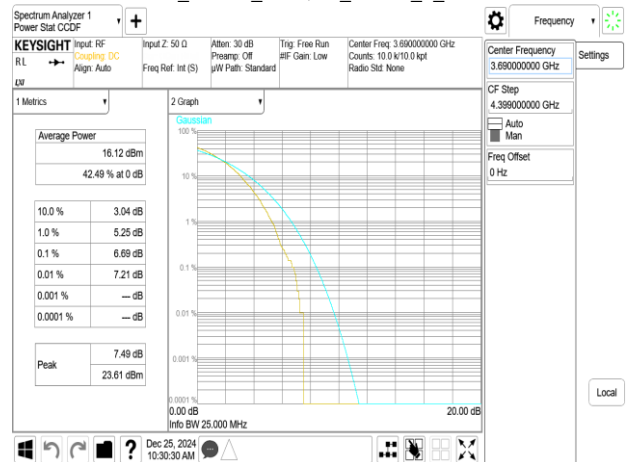 Spectrum Analyzer 1
Power Stat CCDF
Frequency
KEYSIGHT
Input: RF
Coupling: DC
Align: Auto
RL
LXI
Input Z: 50 Ω
Freq Ref: Int (S)
Atten: 30 dB
Preamp: Off
µW Path: Standard
Trig: Free Run
#IF Gain: Low
Center Freq: 3.690000000 GHz
Counts: 10.0 k/10.0 kpt
Radio Std: None
Center Frequency
3.690000000 GHz
Settings
CF Step
4.399000000 GHz
Auto
Man
Freq Offset
0 Hz
1 Metrics
2 Graph
Average Power
16.12 dBm
42.49 % at 0 dB
10.0 % 3.04 dB
1.0 % 5.25 dB
0.1 % 6.69 dB
0.01 % 7.21 dB
0.001 % --- dB
0.0001 % --- dB
Peak
7.49 dB
23.61 dBm
Gaussian
100 %
10 %
1 %
0.1 %
0.01 %
0.001 %
0.0001 %
0.00 dB 20.00 dB
Info BW 25.000 MHz
Local
?
Dec 25, 2024
10:30:30 AM